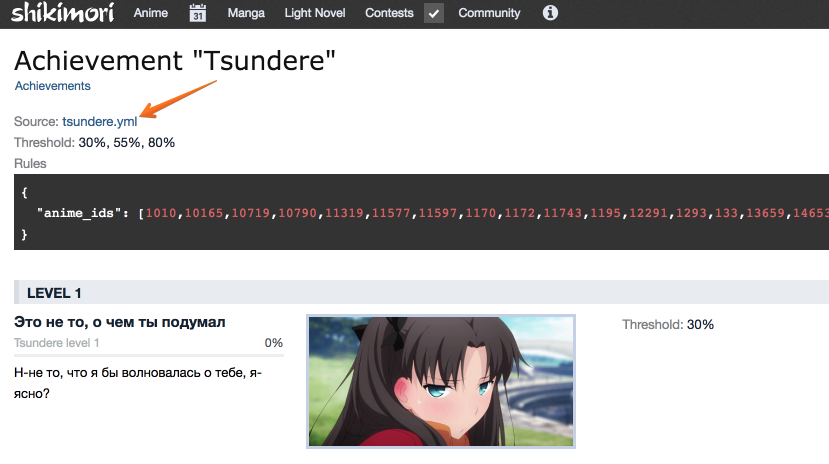 shikimori Anime 31 Manga Light Novel Contests Community
Achievement "Tsundere"
Achievements
Source: tsundere.yml
Threshold: 30%, 55%, 80%
Rules
{
"anime_ids": [1010,10165,10719,10790,11319,11577,11597,1170,1172,11743,1195,12291,1293,133,13659,14653
}
LEVEL 1
Это не то, о чем ты подумал
Tsundere level 1 0%
Н-не то, что я бы волновалась о тебе, я-
ясно?
Threshold: 30%